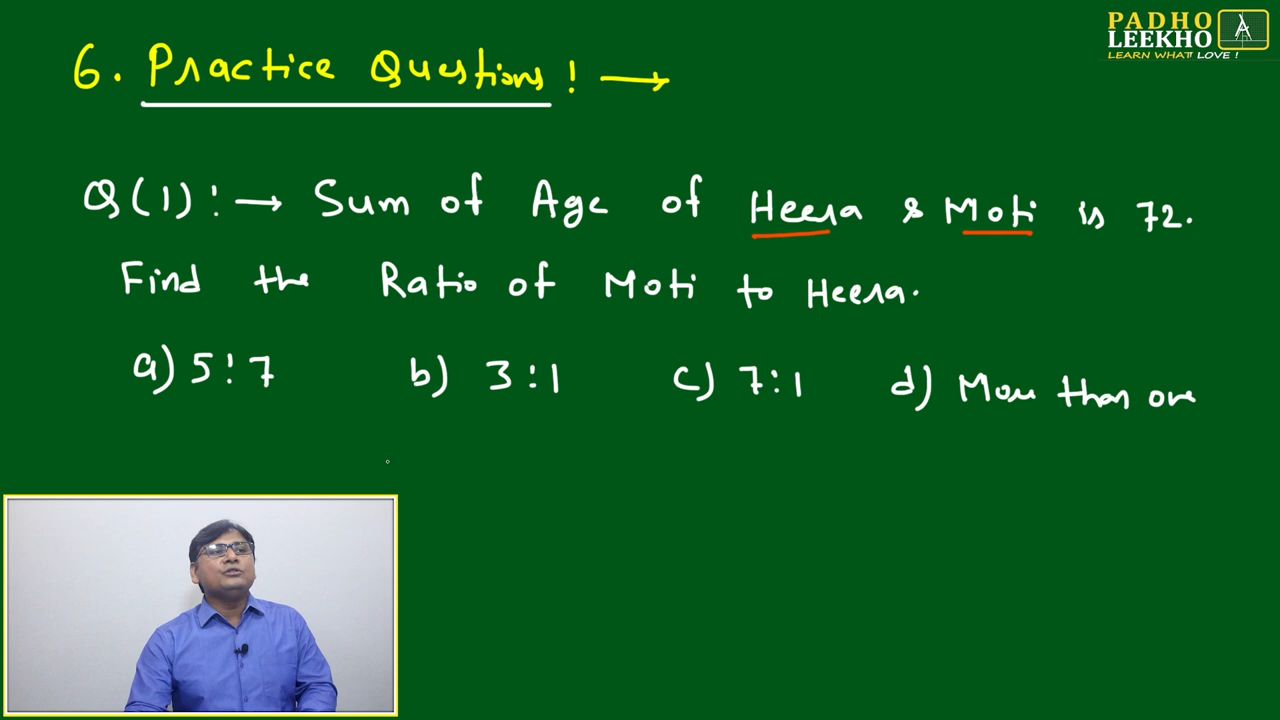 PADHO
LEEKHO
LEARN WHAT LOVE !
6. Practice Questions ! →
Q(1) ! → Sum of Age of Heera & Moti is 72.
Find the Ratio of Moti to Heera.
a) 5 : 7 b) 3 : 1 c) 7 : 1 d) More than one